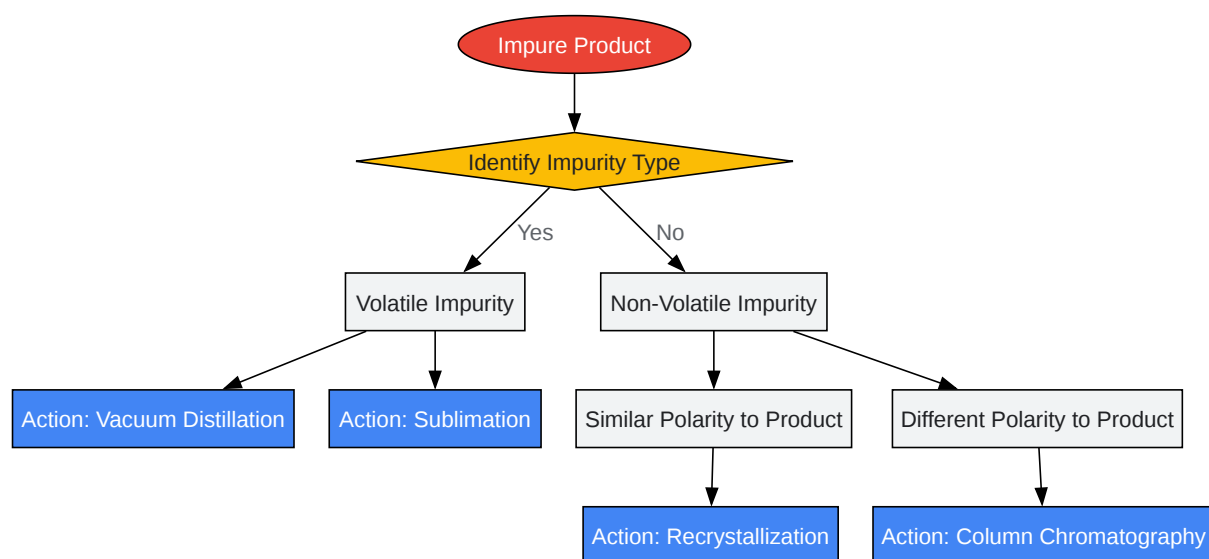 Impure Product
Identify Impurity Type
Yes
No
Volatile Impurity
Non-Volatile Impurity
Action: Vacuum Distillation
Action: Sublimation
Similar Polarity to Product
Different Polarity to Product
Action: Recrystallization
Action: Column Chromatography